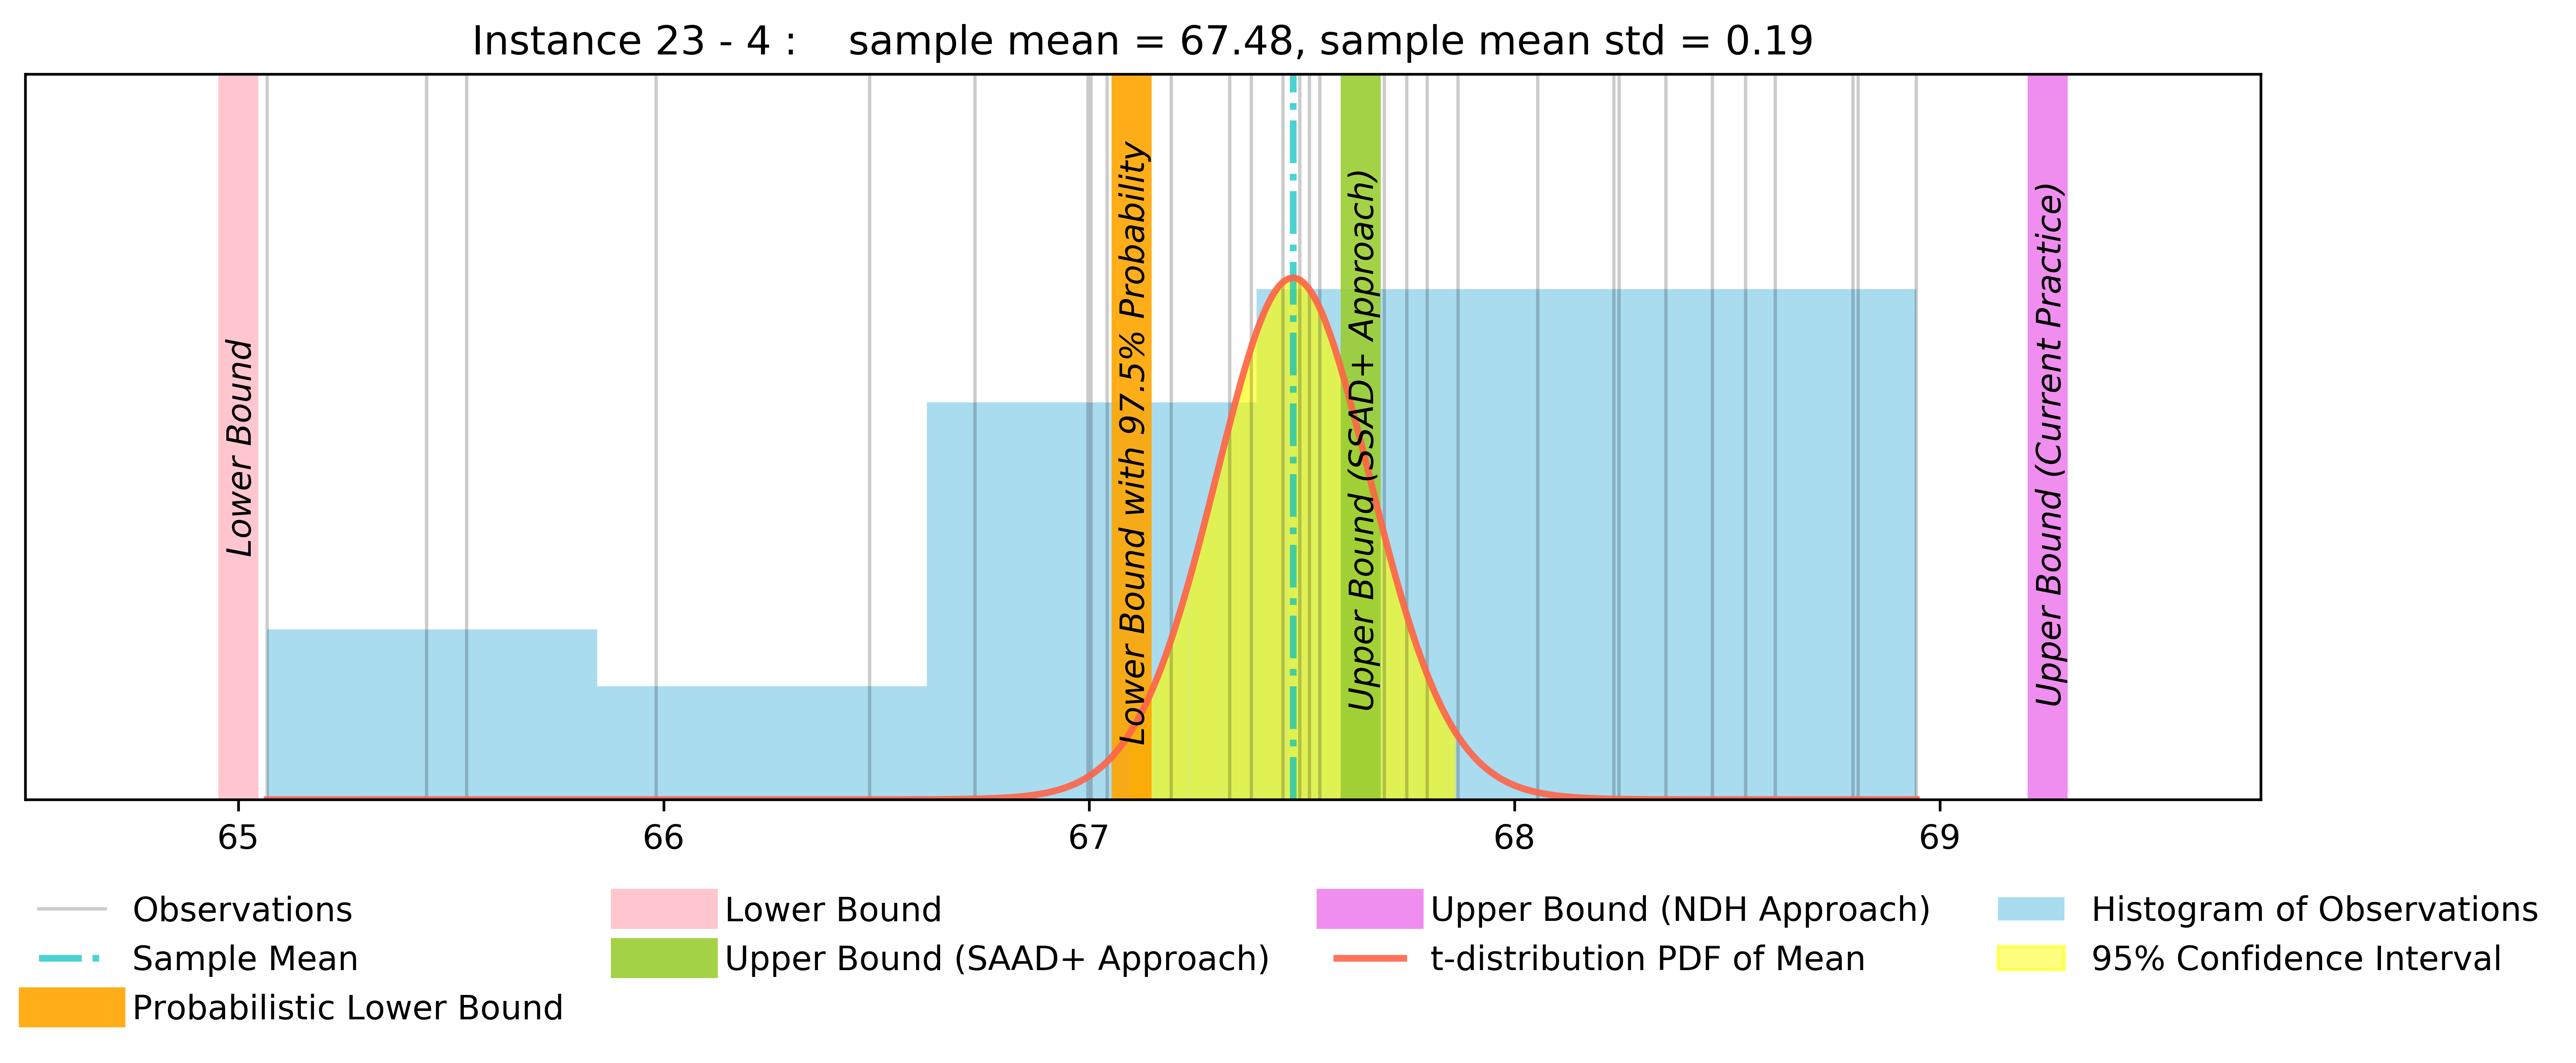 Instance 23 - 4 :    sample mean = 67.48, sample mean std = 0.19
Lower Bound
Lower Bound with 97.5% Probability
Upper Bound (SSAD+ Approach)
Upper Bound (Current Practice)
65 66 67 68 69
Observations
Sample Mean
Probabilistic Lower Bound
Lower Bound
Upper Bound (SAAD+ Approach)
Upper Bound (NDH Approach)
t-distribution PDF of Mean
Histogram of Observations
95% Confidence Interval